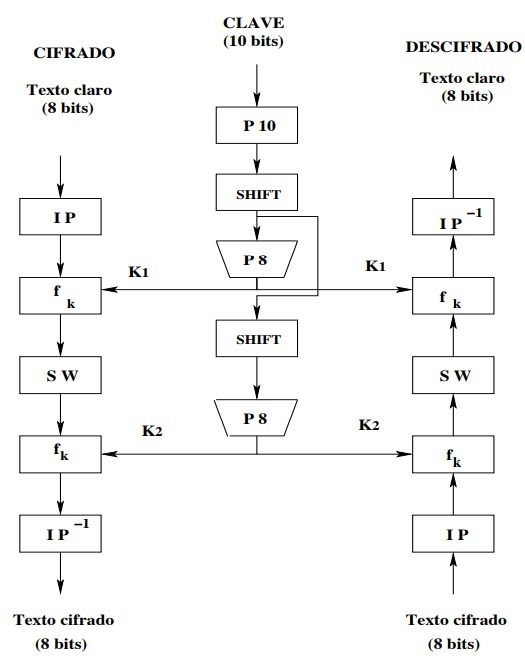 CLAVE
(10 bits)
CIFRADO
DESCIFRADO
Texto claro
(8 bits)
Texto claro
(8 bits)
P 10
SHIFT
I P
I P −1
P 8
K1
K1
f k
f k
SHIFT
S W
S W
P 8
K2
K2
f k
f k
I P −1
I P
Texto cifrado
(8 bits)
Texto cifrado
(8 bits)